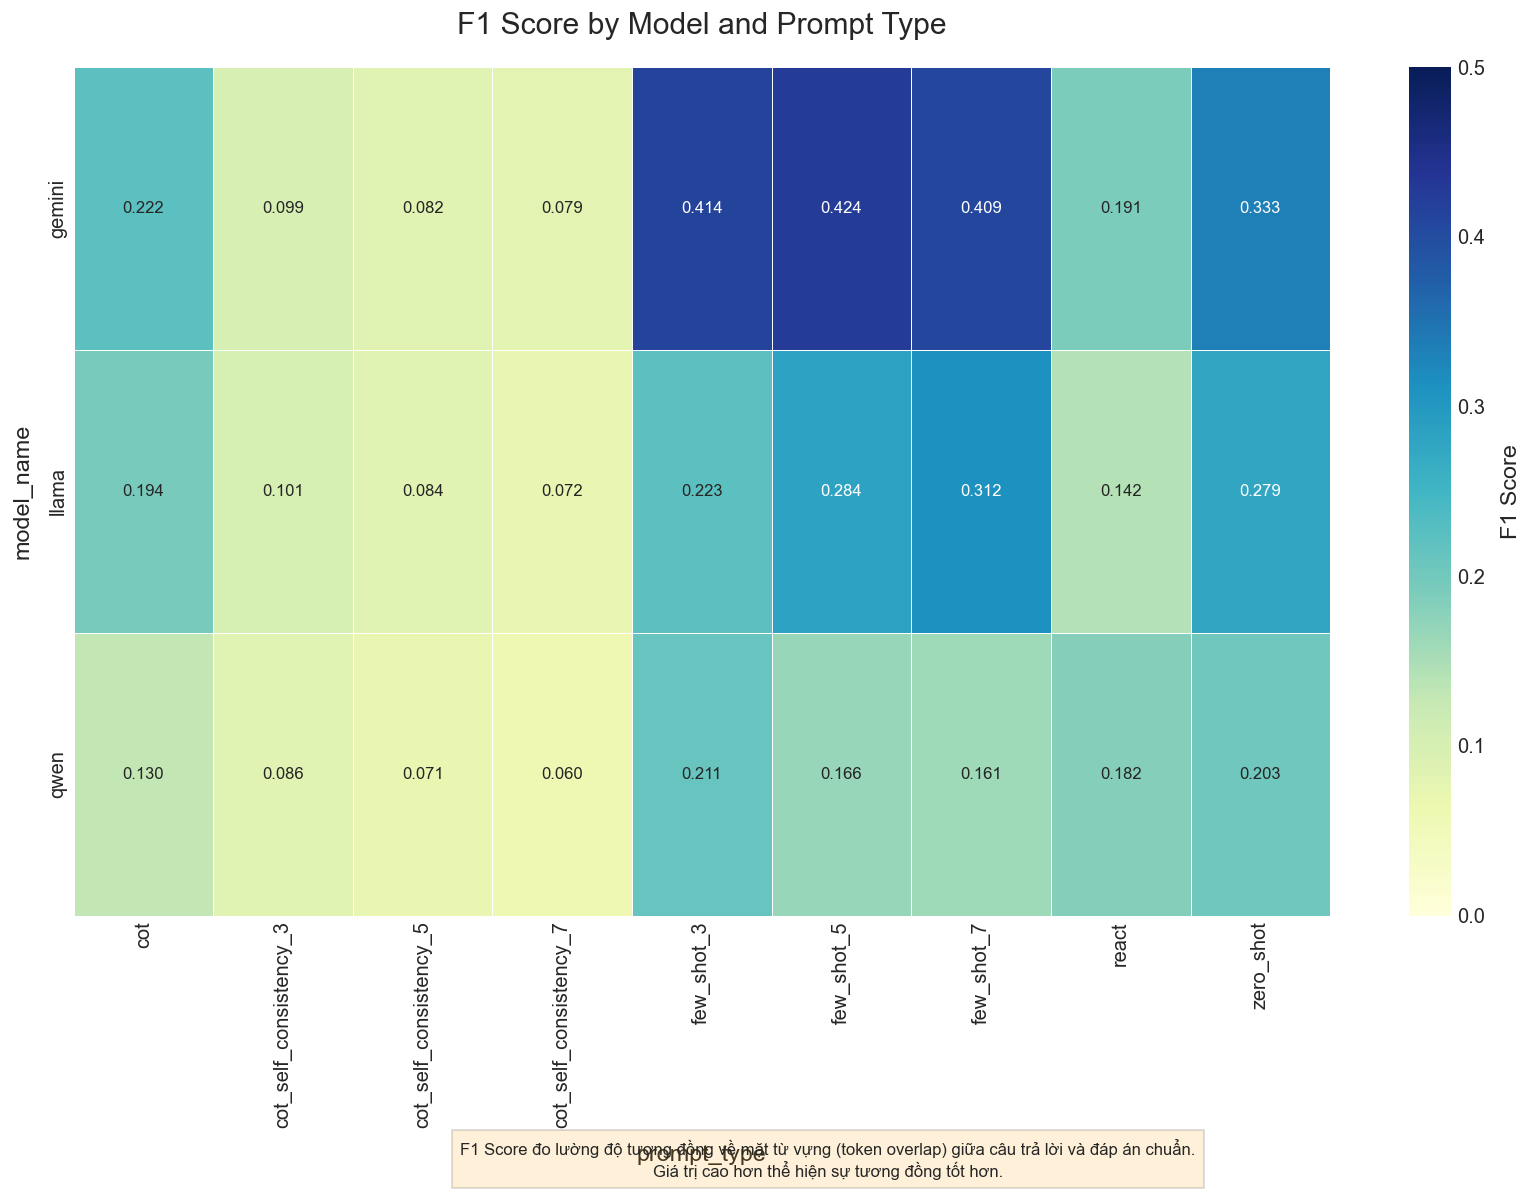 F1 Score by Model and Prompt Type
model_name
gemini
0.222 0.099 0.082 0.079 0.414 0.424 0.409 0.191 0.333
llama
0.194 0.101 0.084 0.072 0.223 0.284 0.312 0.142 0.279
qwen
0.130 0.086 0.071 0.060 0.211 0.166 0.161 0.182 0.203
cot
cot_self_consistency_3
cot_self_consistency_5
cot_self_consistency_7
few_shot_3
few_shot_5
few_shot_7
react
zero_shot
prompt_type
0.5
0.4
0.3
0.2
0.1
0.0
F1 Score
F1 Score đo lường độ tương đồng về mặt từ vựng (token overlap) giữa câu trả lời và đáp án chuẩn.
Giá trị cao hơn thể hiện sự tương đồng tốt hơn.